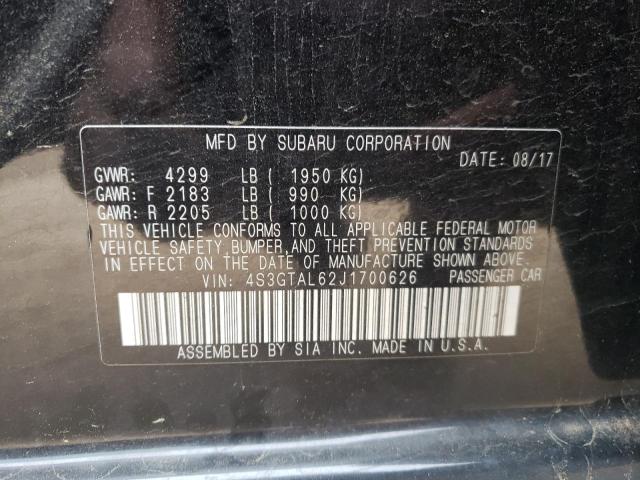 MFD BY SUBARU CORPORATION
DATE: 08/17
GVWR: 4299 LB ( 1950 KG)
GAWR: F 2183 LB ( 990 KG)
GAWR: R 2205 LB ( 1000 KG)
THIS VEHICLE CONFORMS TO ALL APPLICABLE FEDERAL MOTOR
VEHICLE SAFETY,BUMPER,AND THEFT PREVENTION STANDARDS
IN EFFECT ON THE DATE OF MANUFACTURE SHOWN ABOVE.
VIN: 4S3GTAL62J1700626 PASSENGER CAR
ASSEMBLED BY SIA INC. MADE IN U.S.A.